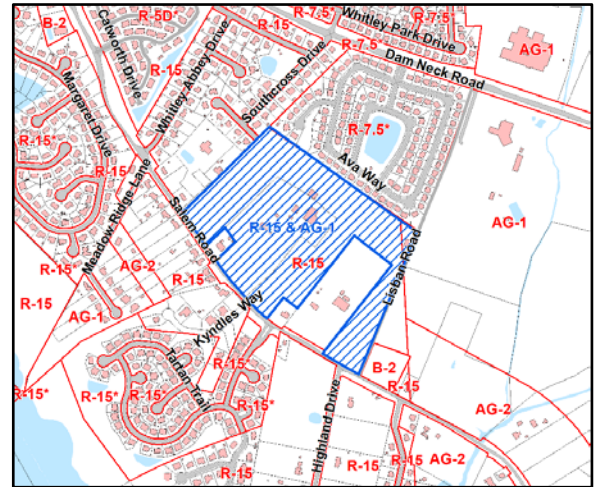 R-5D*
B-2
R-15
R-7.5*
R-7.5*
Whitley Park Drive
Carworth Drive
R-15
Whitley Abbey Drive
Southcross Drive
R-7.5*
Dam Neck Road
AG-1
Margaret Drive
R-7.5*
R-15*
R-15*
Ava Way
Meadow Ridge Lane
Salem Road
R-15 & AG-1
AG-1
R-15
Lisban Road
R-15*
AG-2
R-15
R-15
AG-1
Kyndles Way
R-15*
R-15*
R-15*
R-15*
Tartan Trail
R-15*
B-2
R-15
AG-2
Highland Drive
R-15
R-15
R-15
AG-2